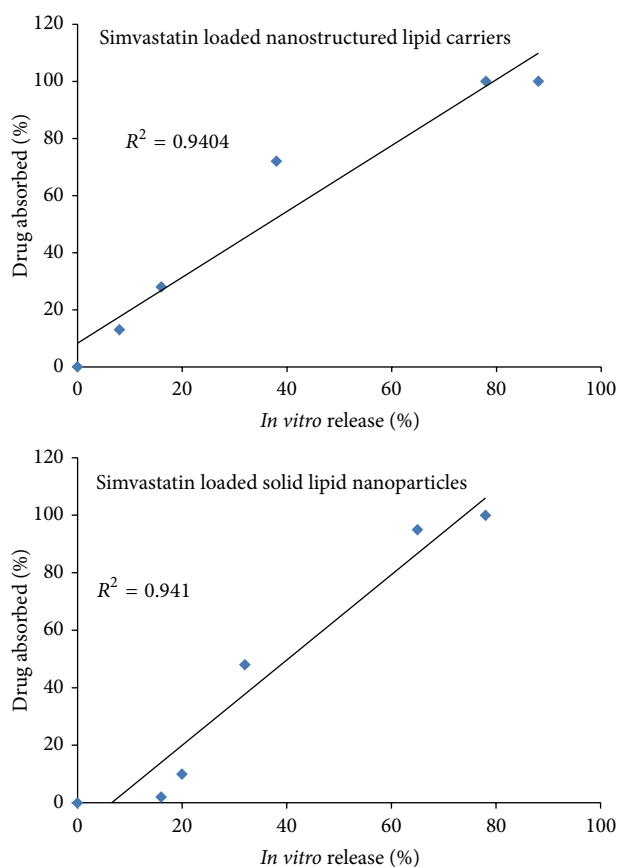 Simvastatin loaded nanostructured lipid carriers
R² = 0.9404
Drug absorbed (%)
120
100
80
60
40
20
0
0 20 40 60 80 100
In vitro release (%)
Simvastatin loaded solid lipid nanoparticles
R² = 0.941
Drug absorbed (%)
120
100
80
60
40
20
0
0 20 40 60 80 100
In vitro release (%)